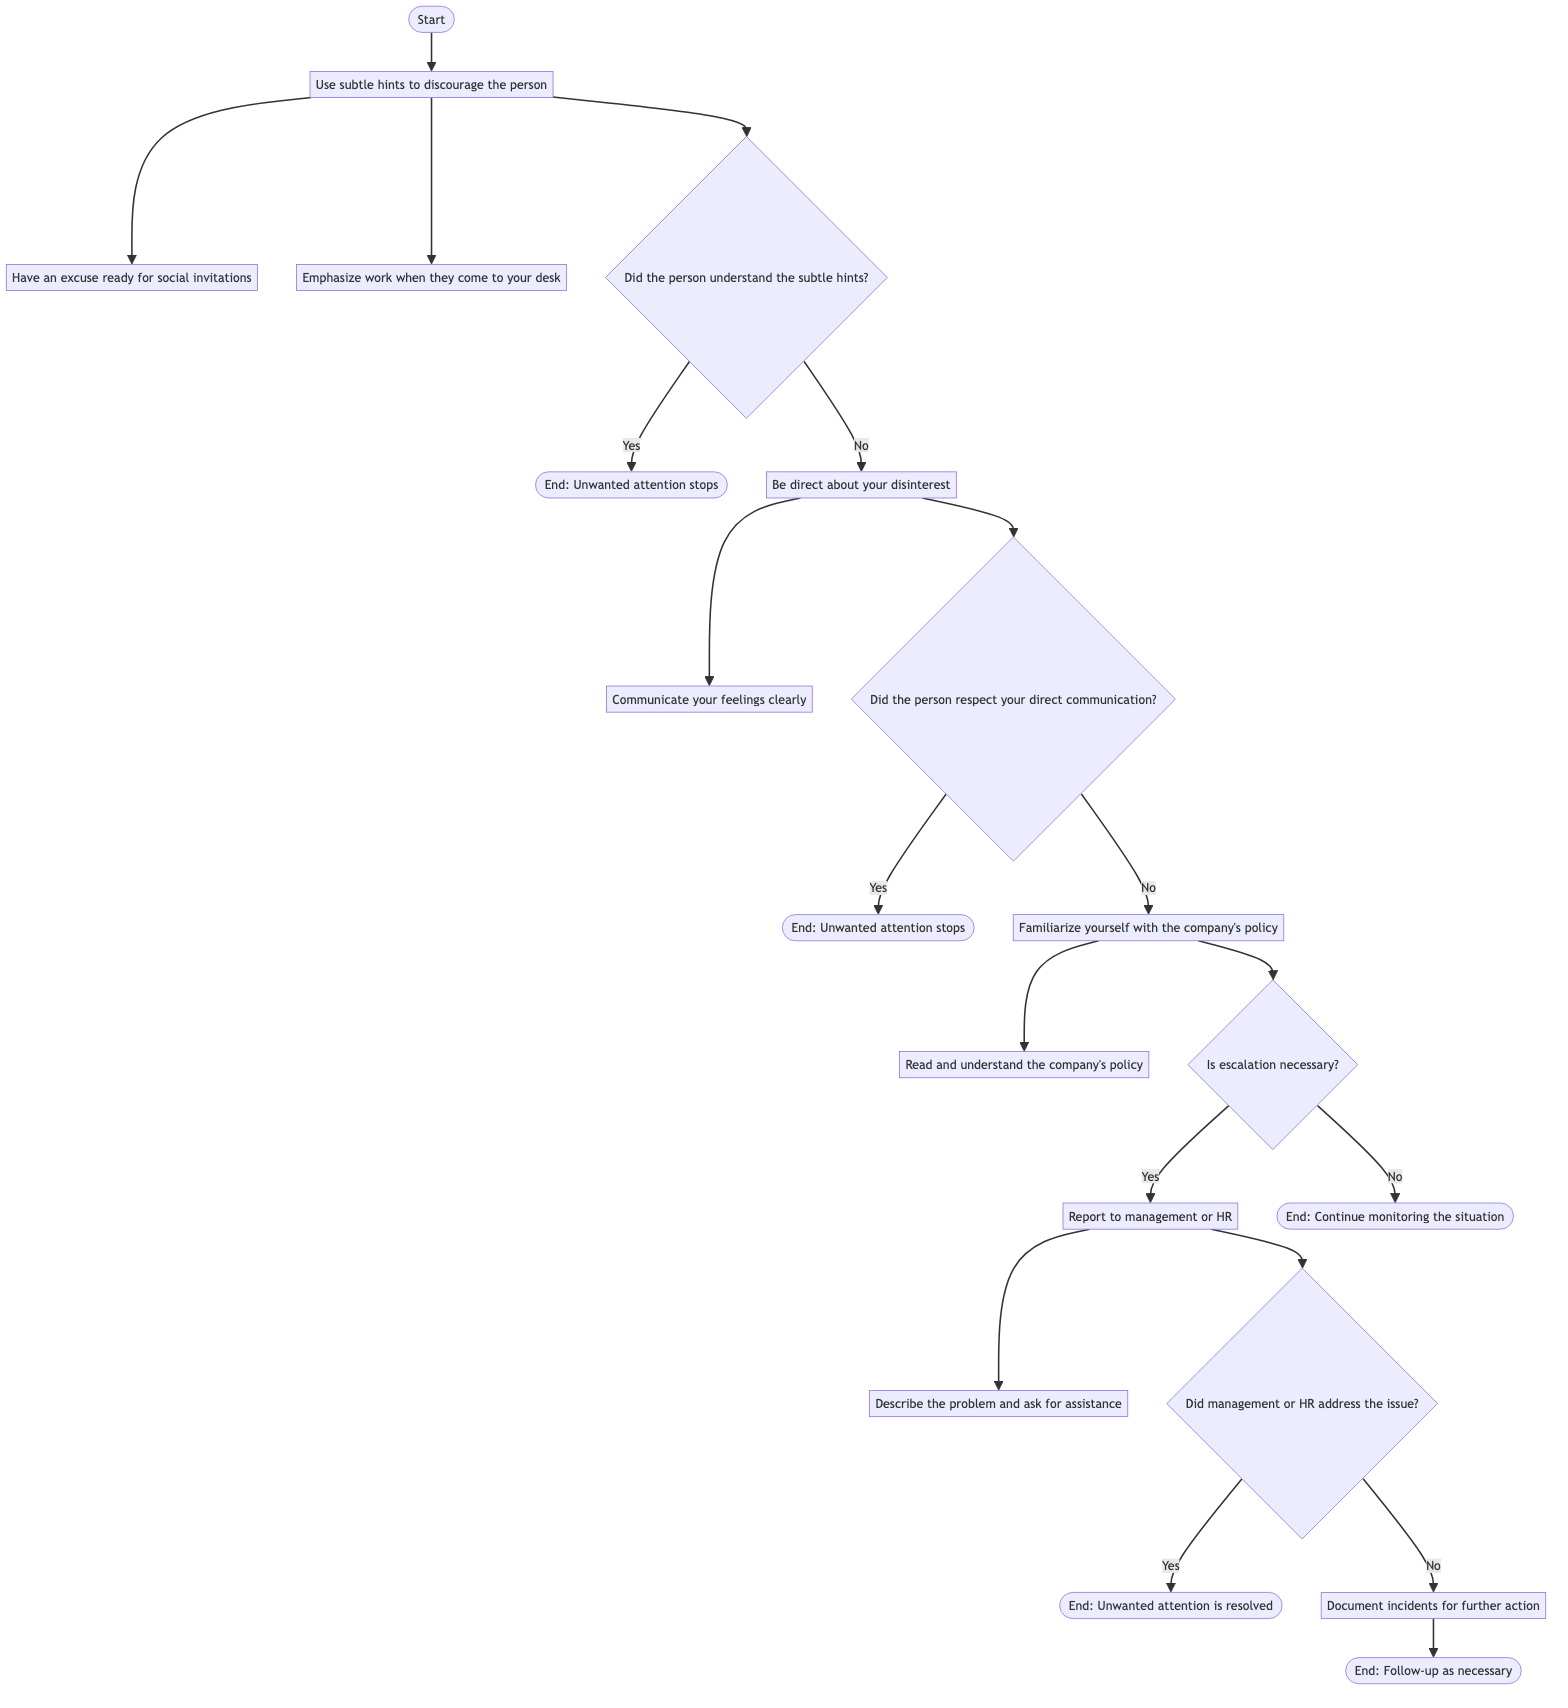 Start
Use subtle hints to discourage the person
Have an excuse ready for social invitations
Emphasize work when they come to your desk
Did the person understand the subtle hints?
Yes
No
End: Unwanted attention stops
Be direct about your disinterest
Communicate your feelings clearly
Did the person respect your direct communication?
Yes
No
End: Unwanted attention stops
Familiarize yourself with the company's policy
Read and understand the company's policy
Is escalation necessary?
Yes
No
Report to management or HR
End: Continue monitoring the situation
Describe the problem and ask for assistance
Did management or HR address the issue?
Yes
No
End: Unwanted attention is resolved
Document incidents for further action
End: Follow-up as necessary